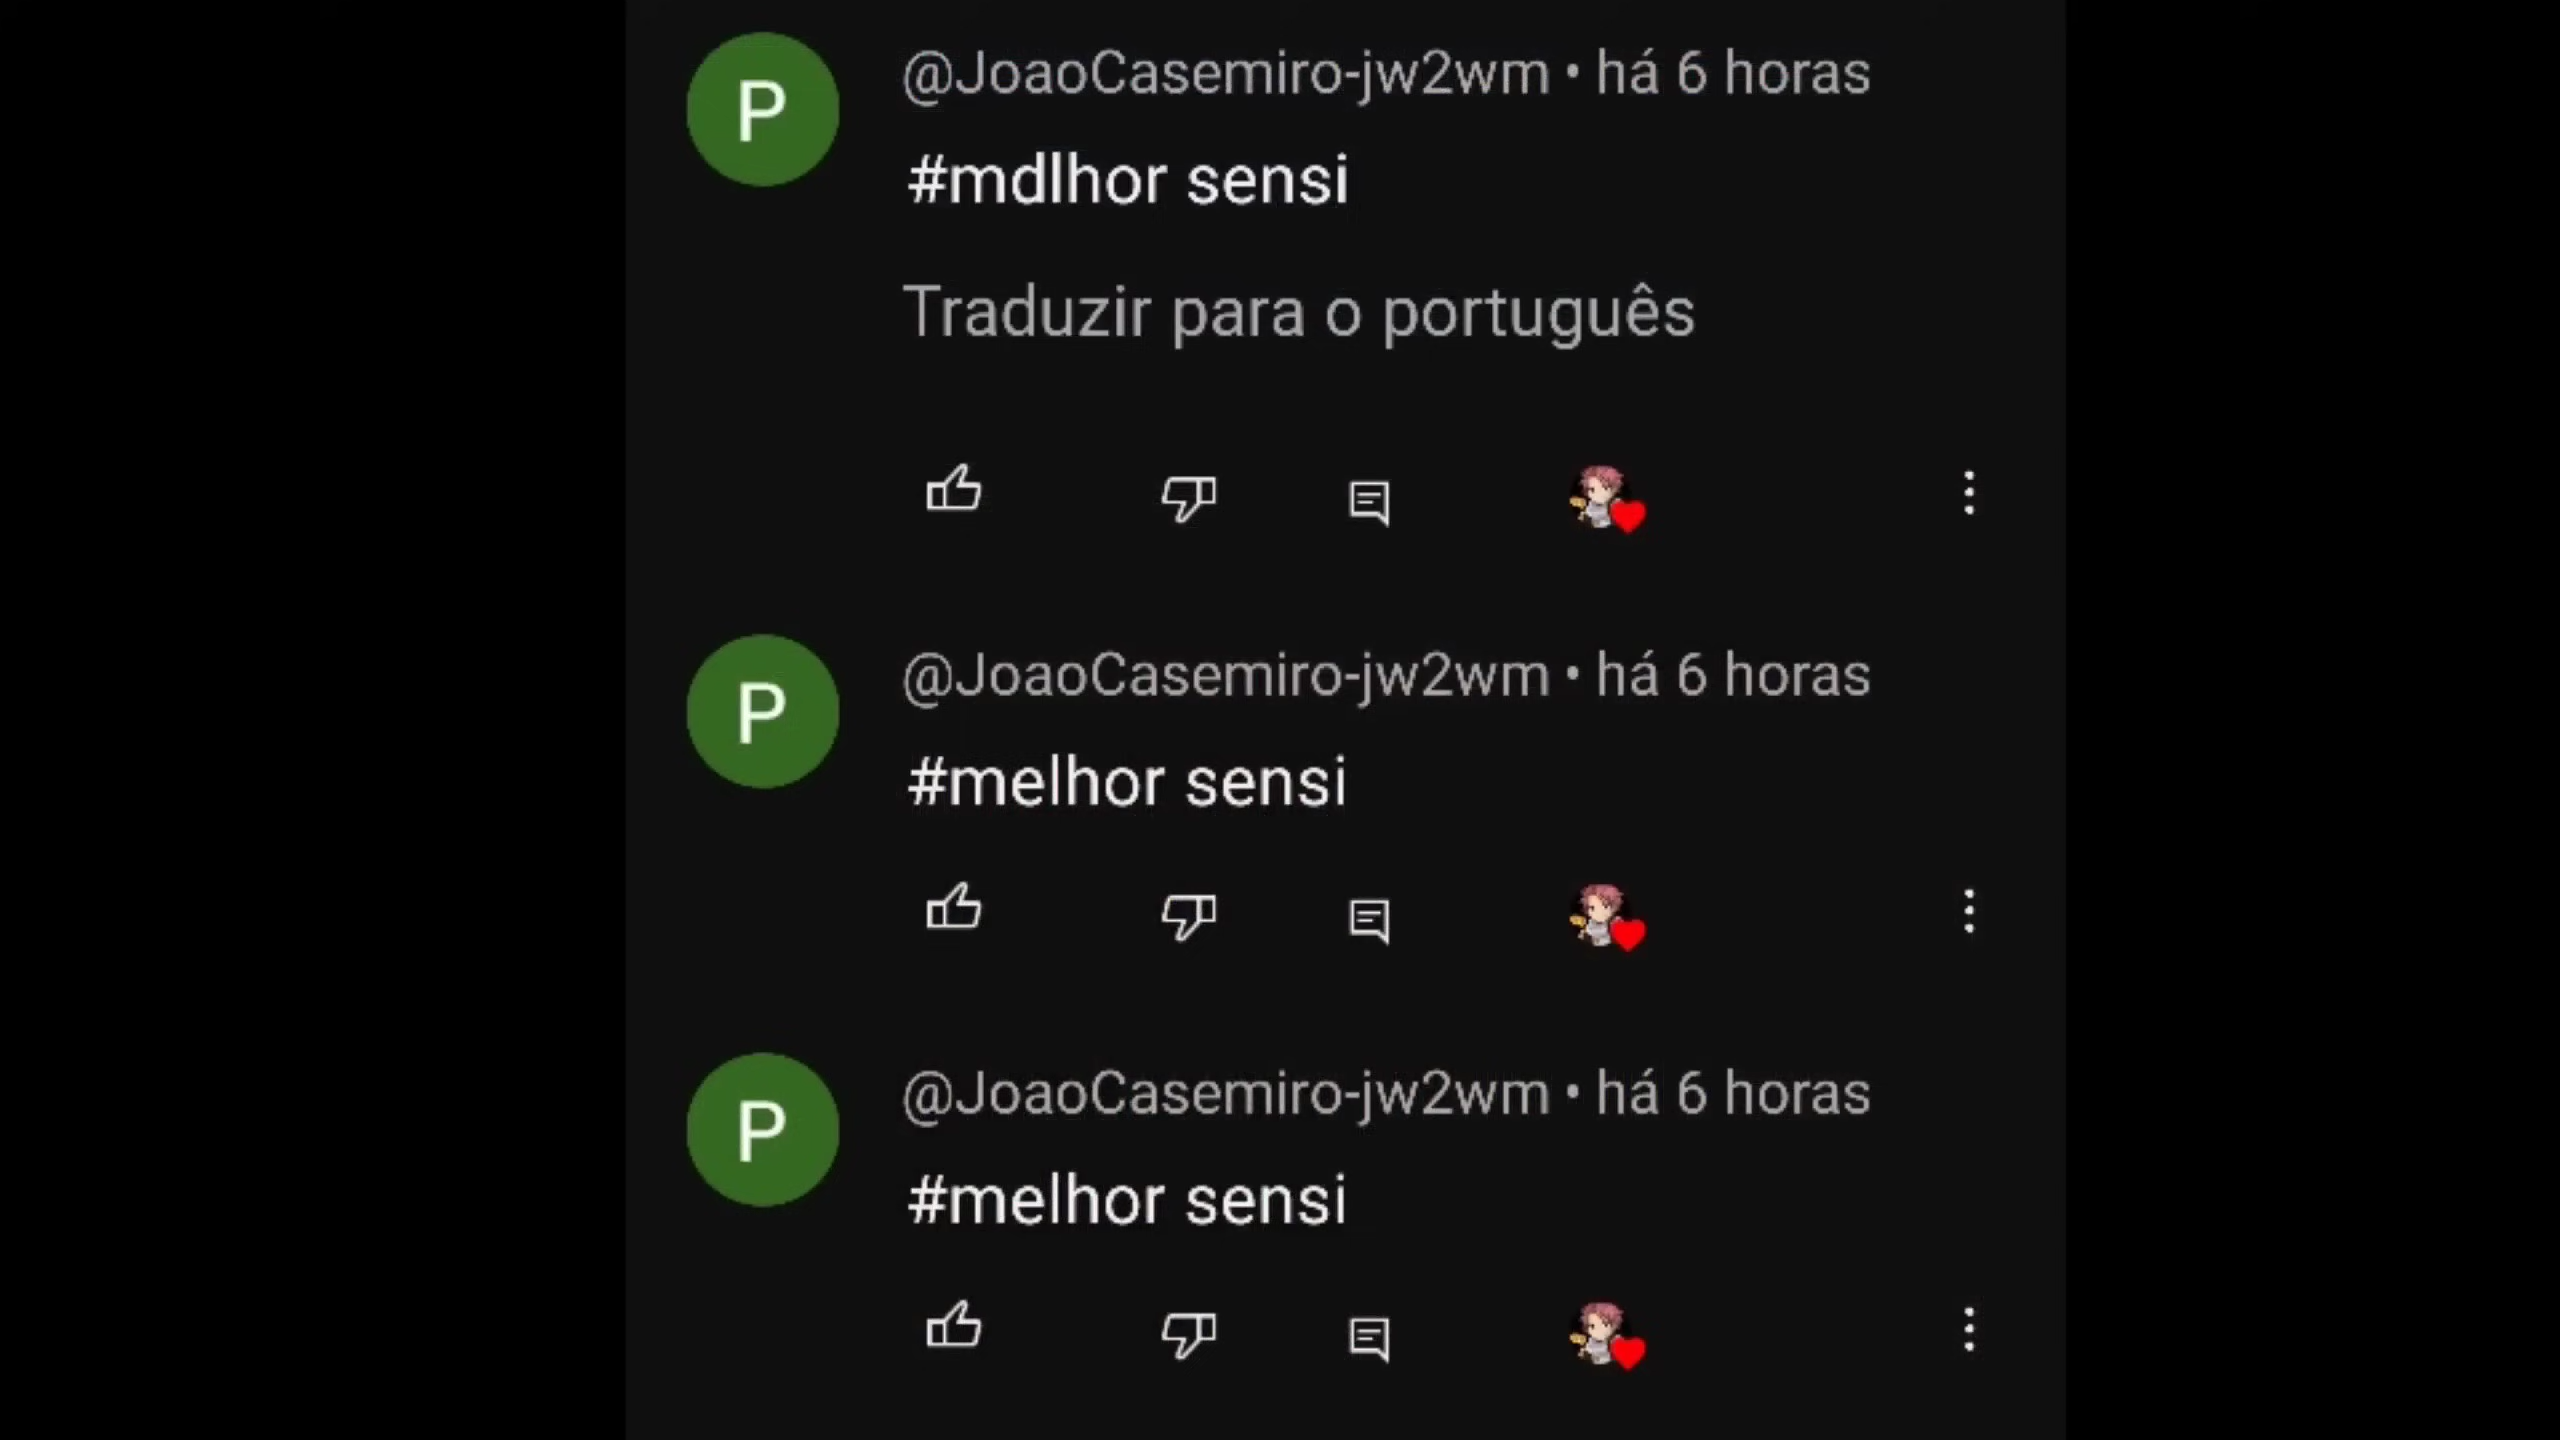 P
@JoaoCasemiro-jw2wm • há 6 horas
#mdlhor sensi
Traduzir para o português
P
@JoaoCasemiro-jw2wm • há 6 horas
#melhor sensi
P
@JoaoCasemiro-jw2wm • há 6 horas
#melhor sensi